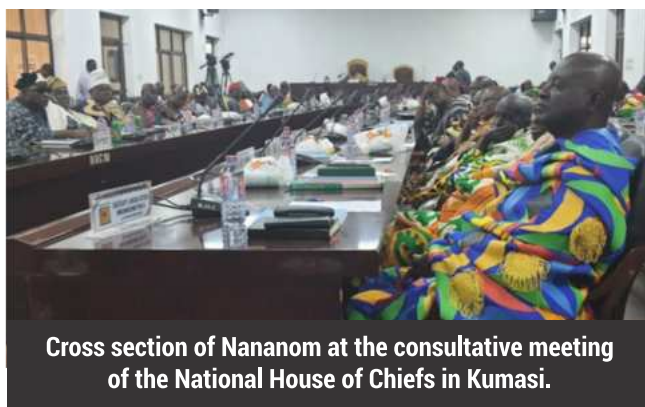 Cross section of Nananom at the consultative meeting
of the National House of Chiefs in Kumasi.